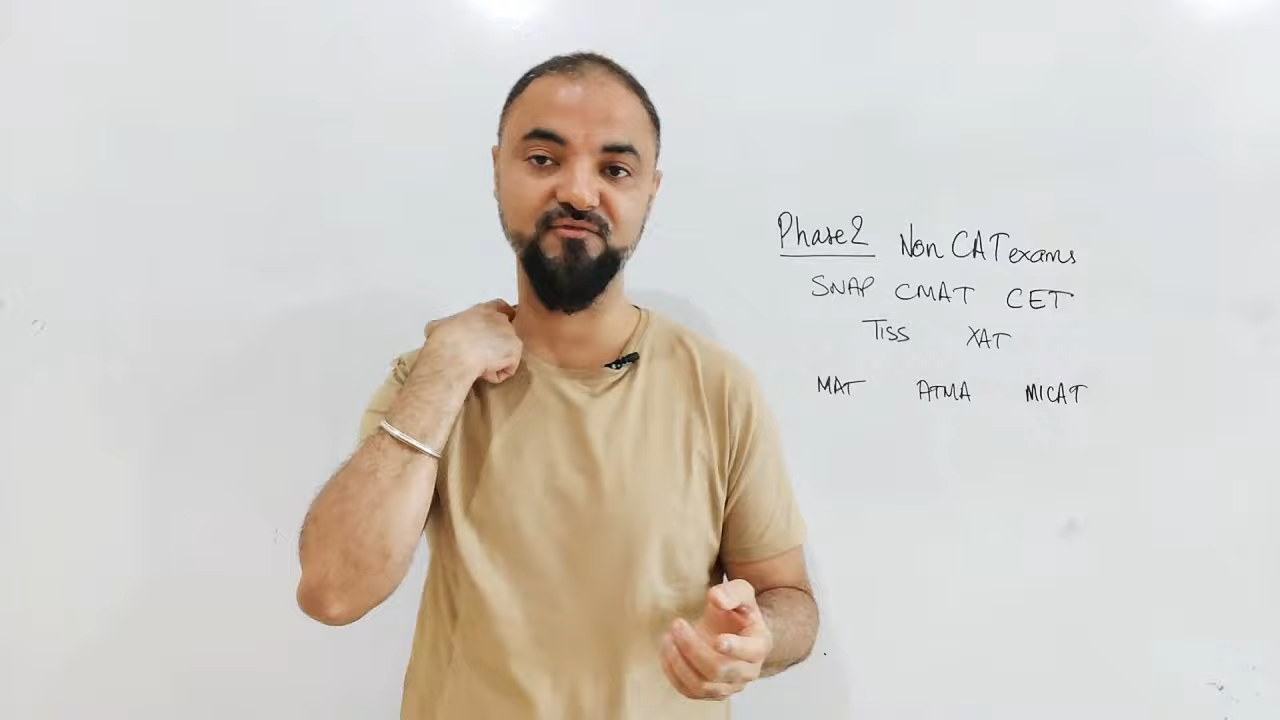 Phase2 Non CAT exams
SNAP CMAT CET
TISS XAT
MAT ATMA MICAT